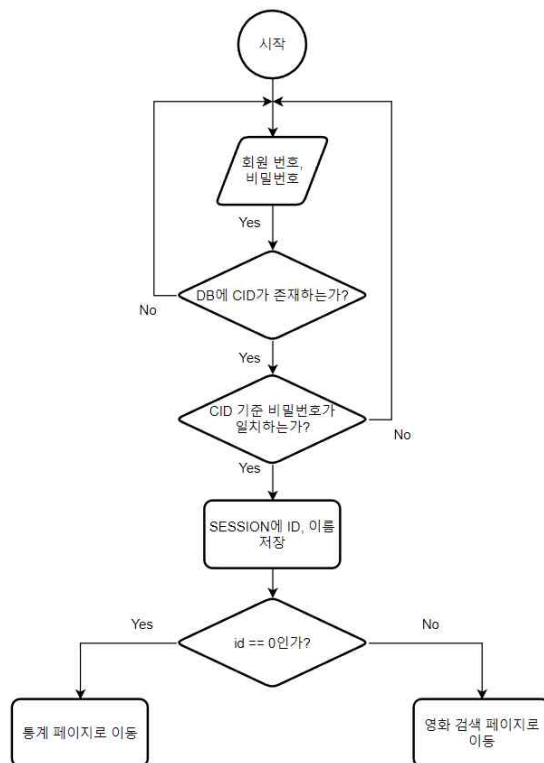 시작
회원 번호,
비밀번호
Yes
DB에 CID가 존재하는가?
No
Yes
CID 기준 비밀번호가
일치하는가?
No
Yes
SESSION에 ID, 이름
저장
Yes
id == 0인가?
No
통계 페이지로 이동
영화 검색 페이지로
이동